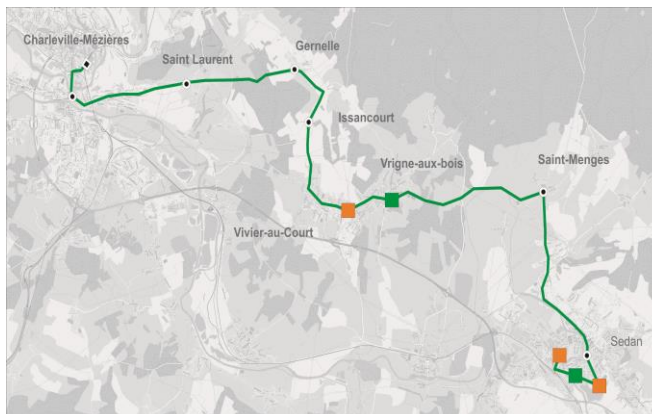 Charleville-Mézières
Saint Laurent
Gernelle
Issancourt
Vrigne-aux-bois
Saint-Menges
Vivier-au-Court
Sedan